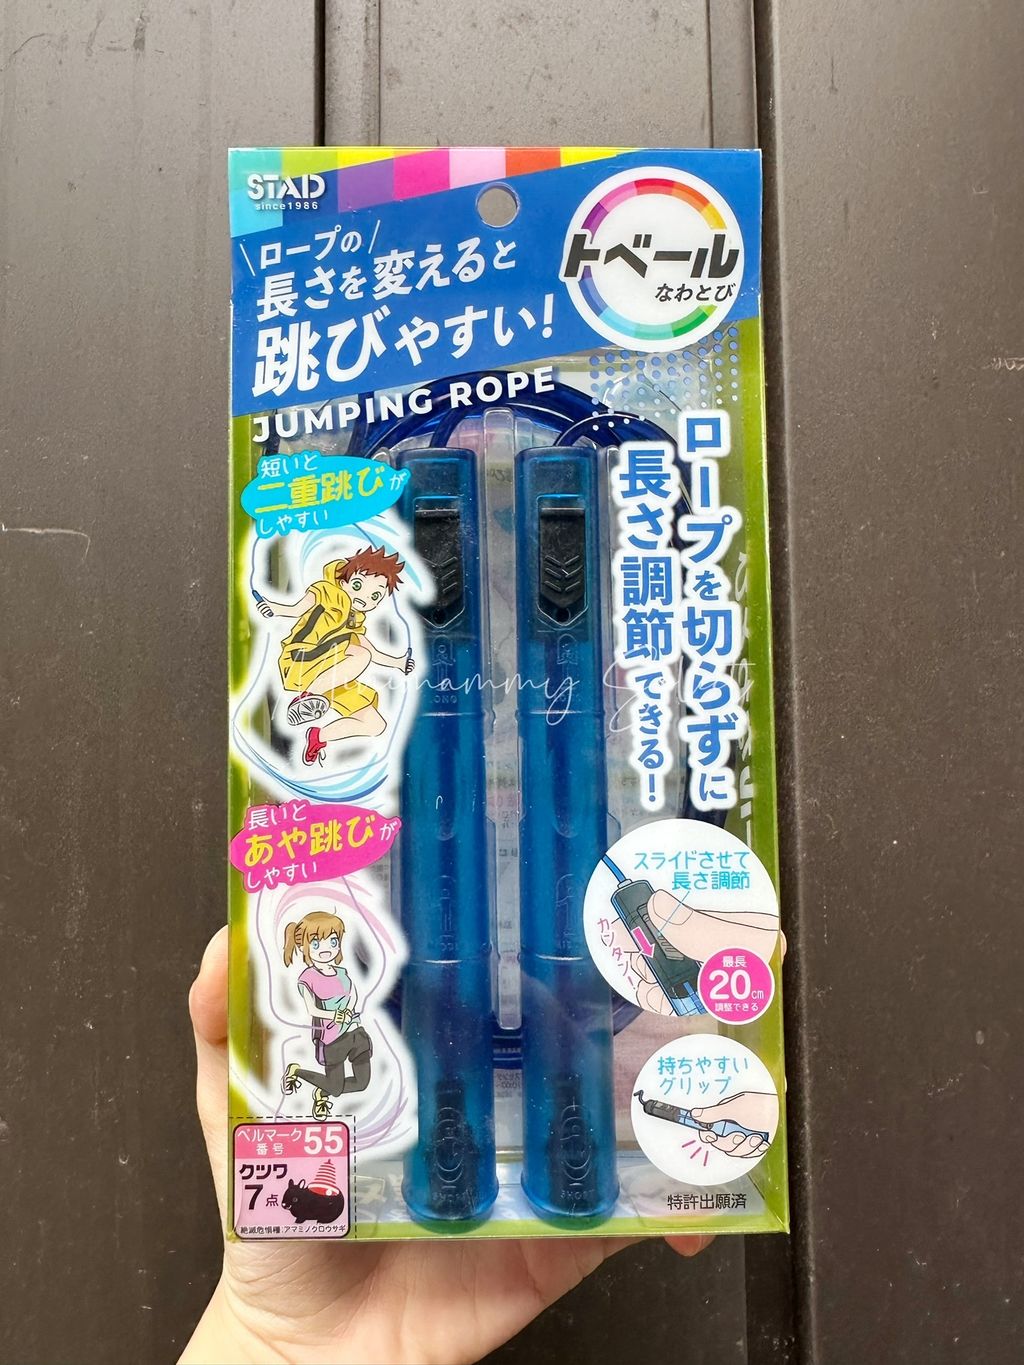 STAD
since1986
ロープの
長さを変えると
跳びやすい!
JUMPING ROPE
トベール
なわとび
短いと
二重跳びが
しやすい
ロープを切らずに
長さ調節できる!
長いと
あや跳びが
しやすい
スライドさせて
長さ調節
カンタン!
最長
20cm
調整できる
持ちやすい
グリップ
特許出願済
ベルマーク
番号
55
クツワ
7点
絶滅危惧種:アマミノクロウサギ
Minimammy Select